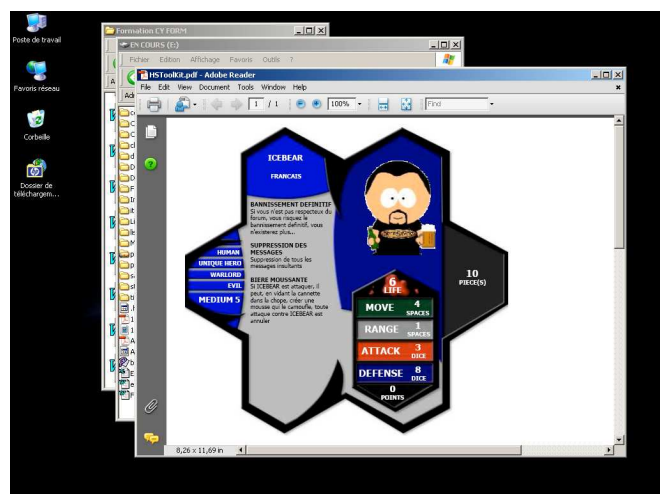 Poste de travail
Favoris réseau
Corbeille
Dossier de
téléchargem...
Formation CY FORM
EN COURS (E:)
Fichier Edition Affichage Favoris Outils ?
HSToolKit.pdf - Adobe Reader
File Edit View Document Tools Window Help
1 / 1 100% Find
ICEBEAR
FRANCAIS
BANNISSEMENT DEFINITIF
Si vous n'est pas respecteux du
forum, vous risquez le
bannisement definitif, vous
n'existerez plus...
SUPPRESSION DES
MESSAGES
Suppression de tous les
messages insultants
BIERE MOUSSANTE
Si ICEBEAR est attaquer, il
peut, en vidant la cannette
dans la chope, créer une
mousse qui le camoufle, toute
attaque contre ICEBEAR est
annuler
HUMAN
UNIQUE HERO
WARLORD
EVIL
MEDIUM 5
6
LIFE
MOVE 4
SPACES
RANGE 1
SPACES
ATTACK 3
DICE
DEFENSE 8
DICE
0
POINTS
10
PIECE(S)
8,26 x 11,69 in